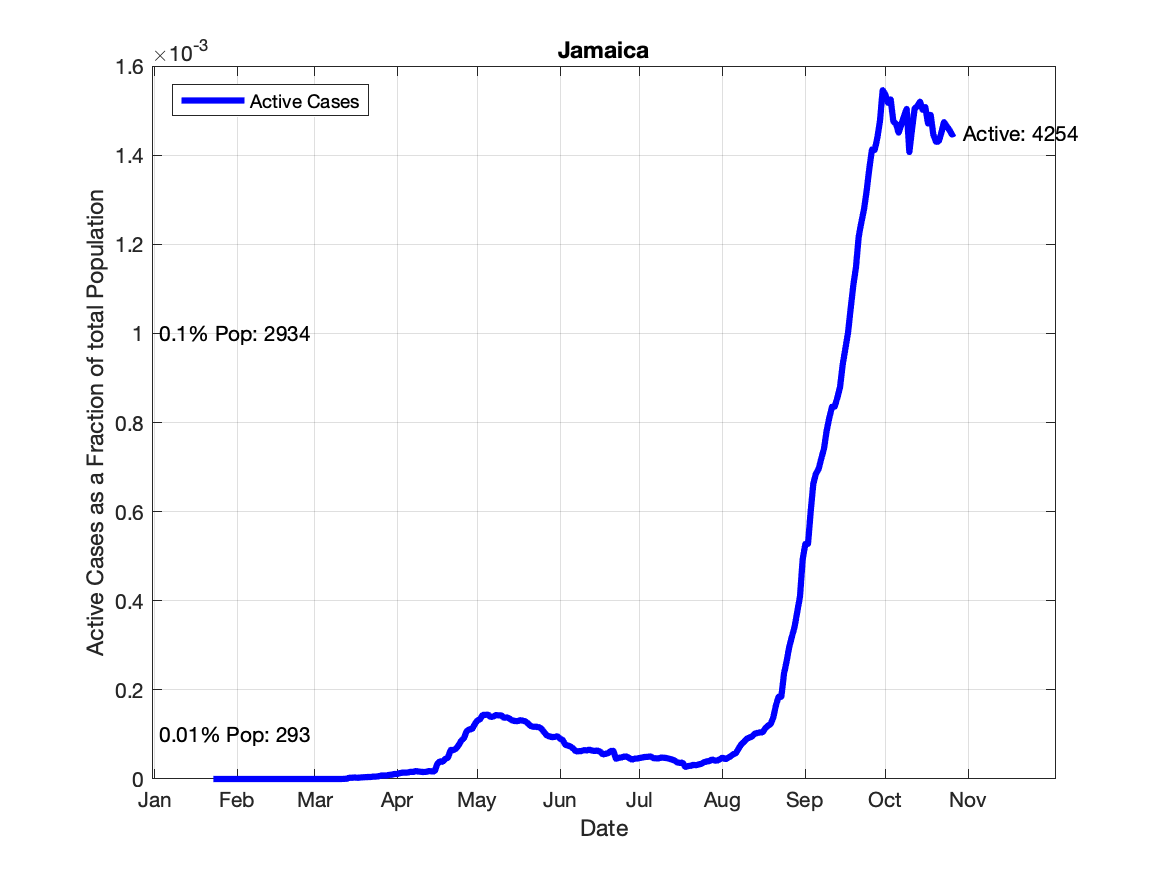 Jamaica
×10-3
1.6
1.4
1.2
1
0.8
0.6
0.4
0.2
0
Active Cases as a Fraction of total Population
Active Cases
Active: 4254
0.1% Pop: 2934
0.01% Pop: 293
Jan Feb Mar Apr May Jun Jul Aug Sep Oct Nov
Date